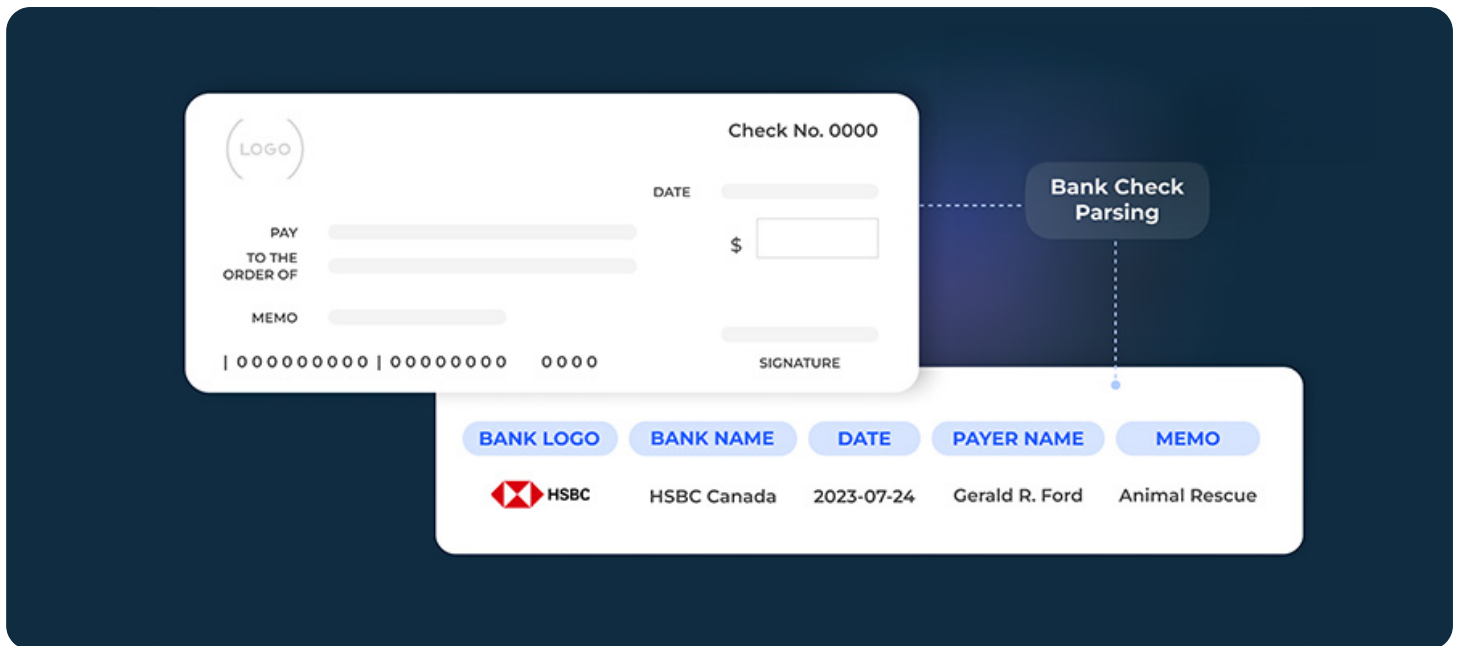 LOGO
Check No. 0000
DATE
PAY
TO THE
ORDER OF
$
MEMO
| 000000000 | 00000000 0000
SIGNATURE
Bank Check
Parsing
BANK LOGO BANK NAME DATE PAYER NAME MEMO
HSBC HSBC Canada 2023-07-24 Gerald R. Ford Animal Rescue